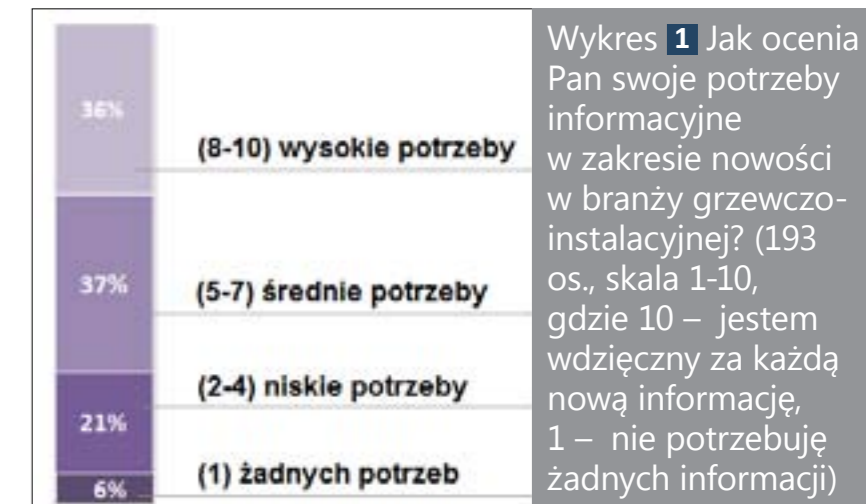 36%
(8-10) wysokie potrzeby
37%
(5-7) średnie potrzeby
(2-4) niskie potrzeby
21%
(1) żadnych potrzeb
6%
Wykres 1 Jak ocenia
Pan swoje potrzeby
informacyjne
w zakresie nowości
w branży grzewczo-
instalacyjnej? (193
os., skala 1-10,
gdzie 10 – jestem
wdzięczny za każdą
nową informację,
1 – nie potrzebuję
żadnych informacji)